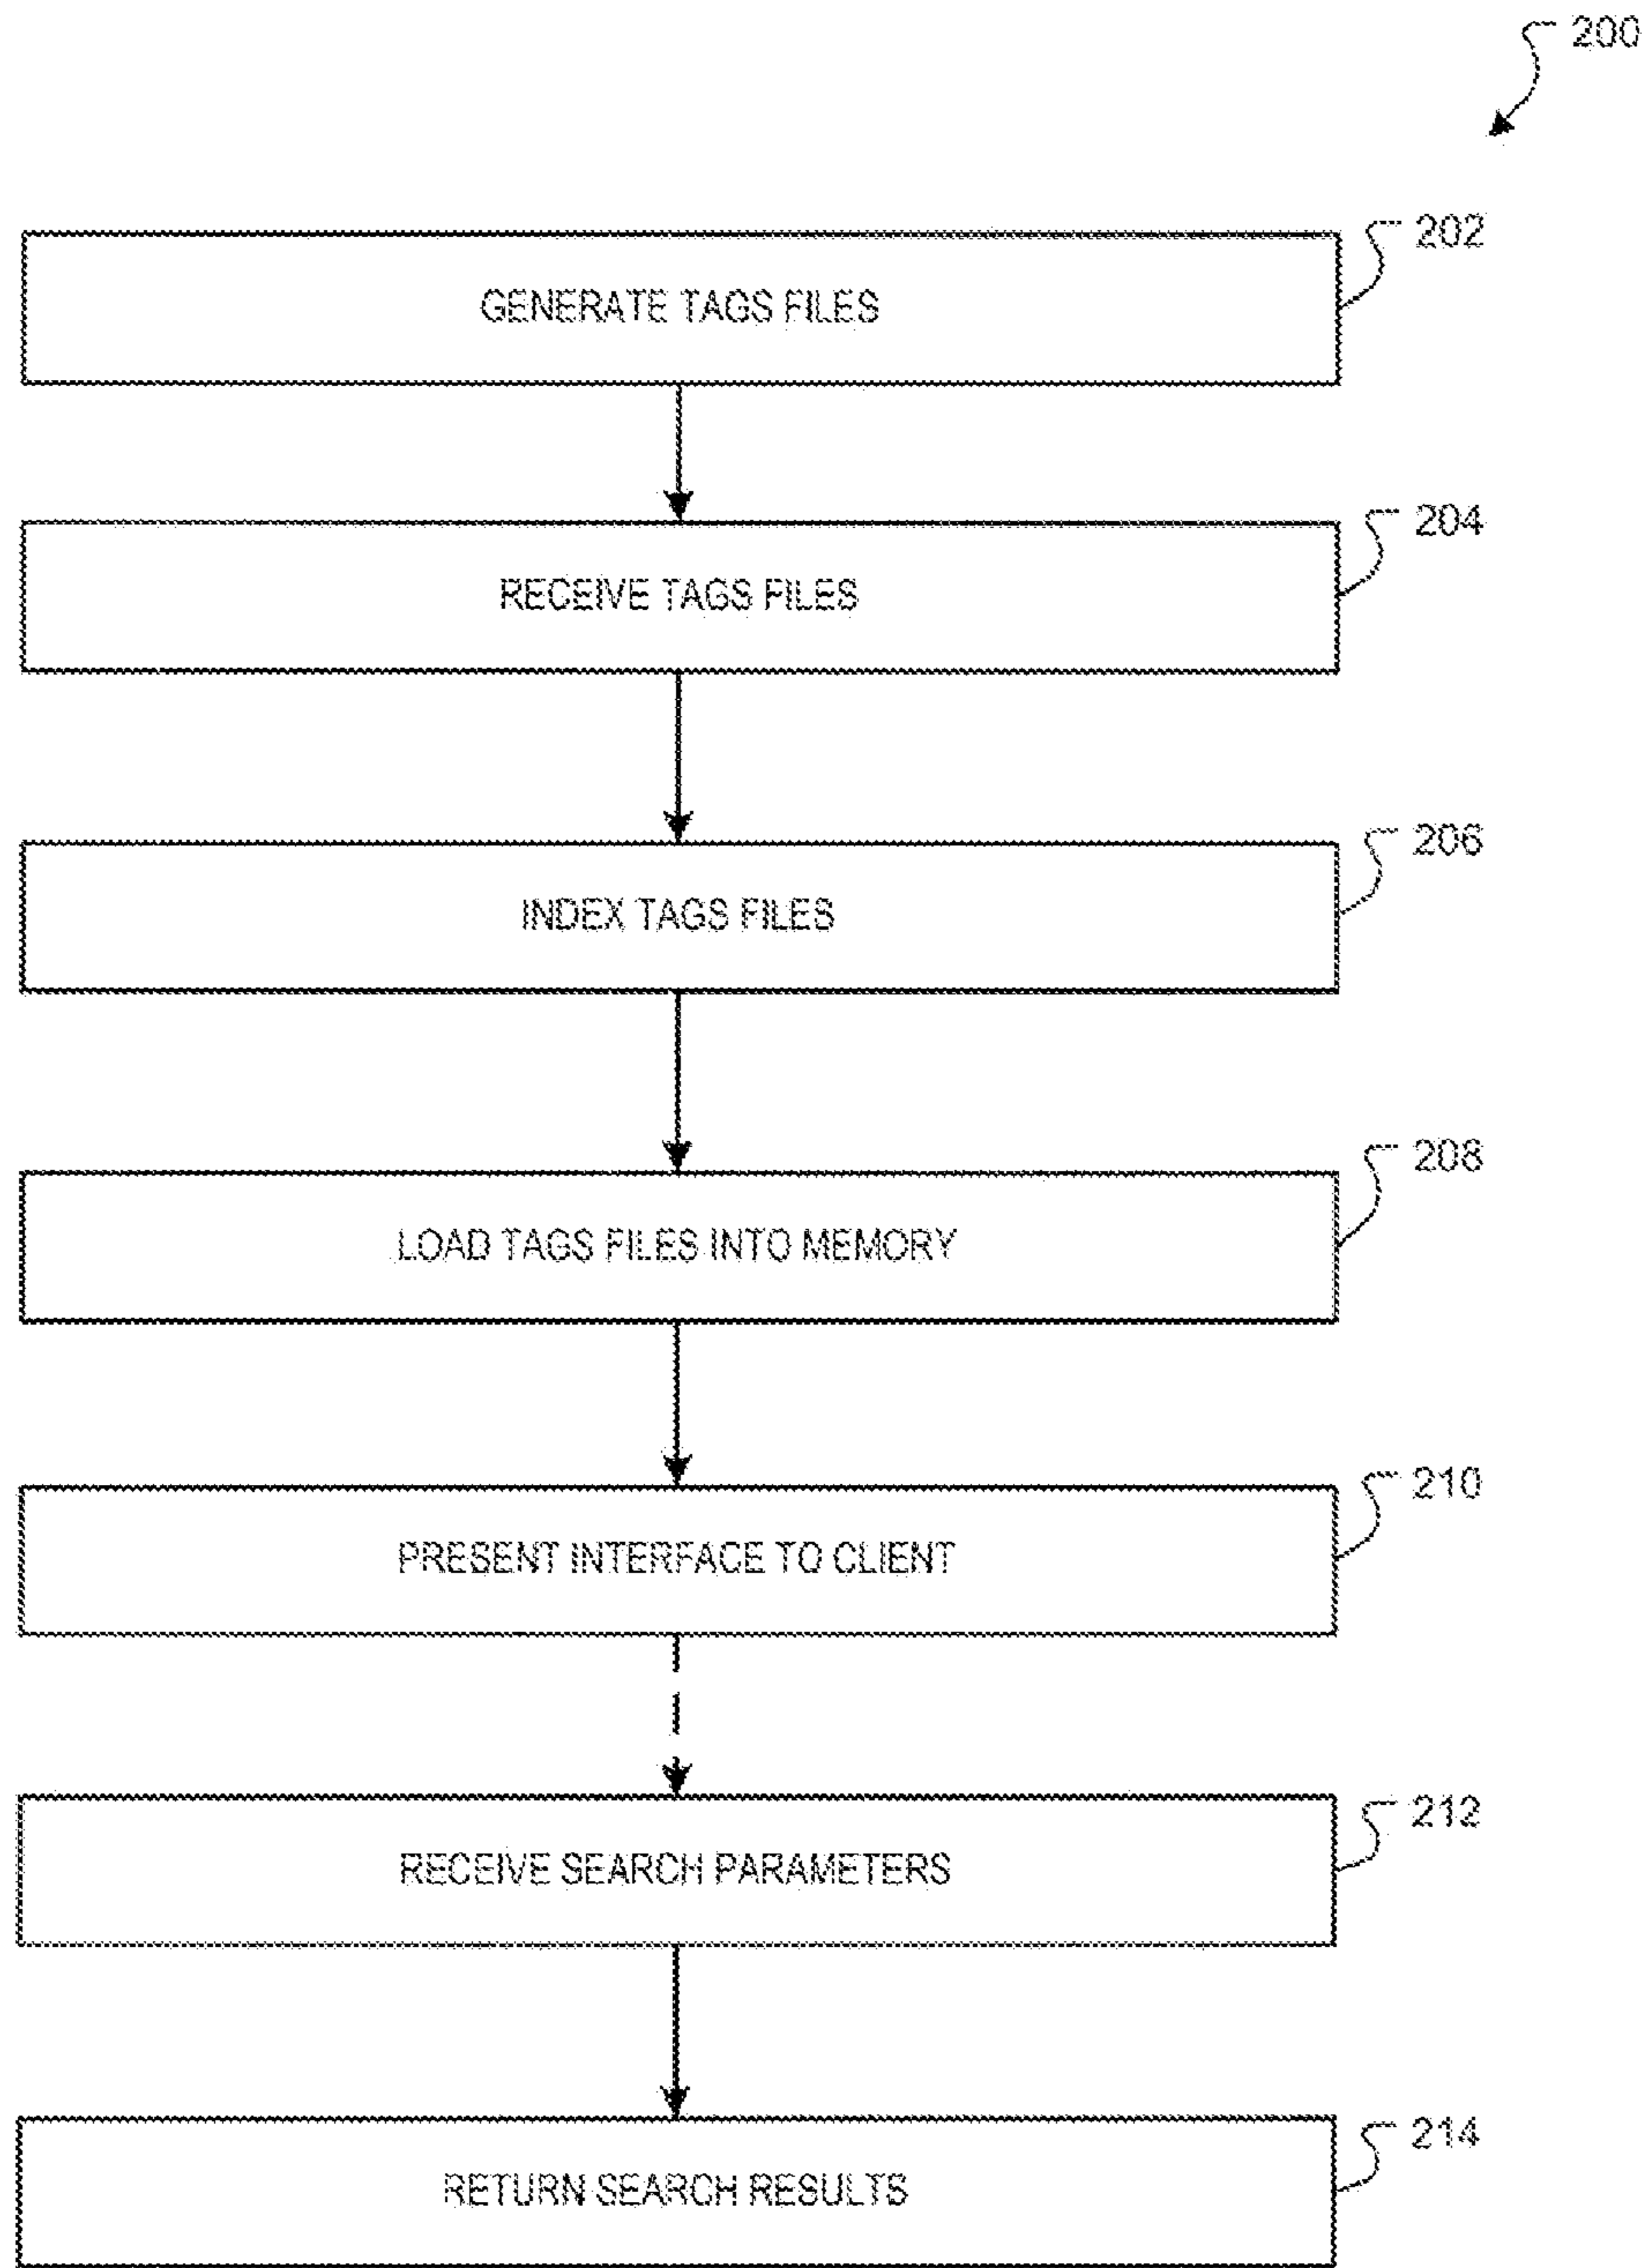 200
202
GENERATE TAGS FILES
204
RECEIVE TAGS FILES
206
INDEX TAGS FILES
208
LOAD TAGS FILES INTO MEMORY
210
PRESENT INTERFACE TO CLIENT
212
RECEIVE SEARCH PARAMETERS
214
RETURN SEARCH RESULTS